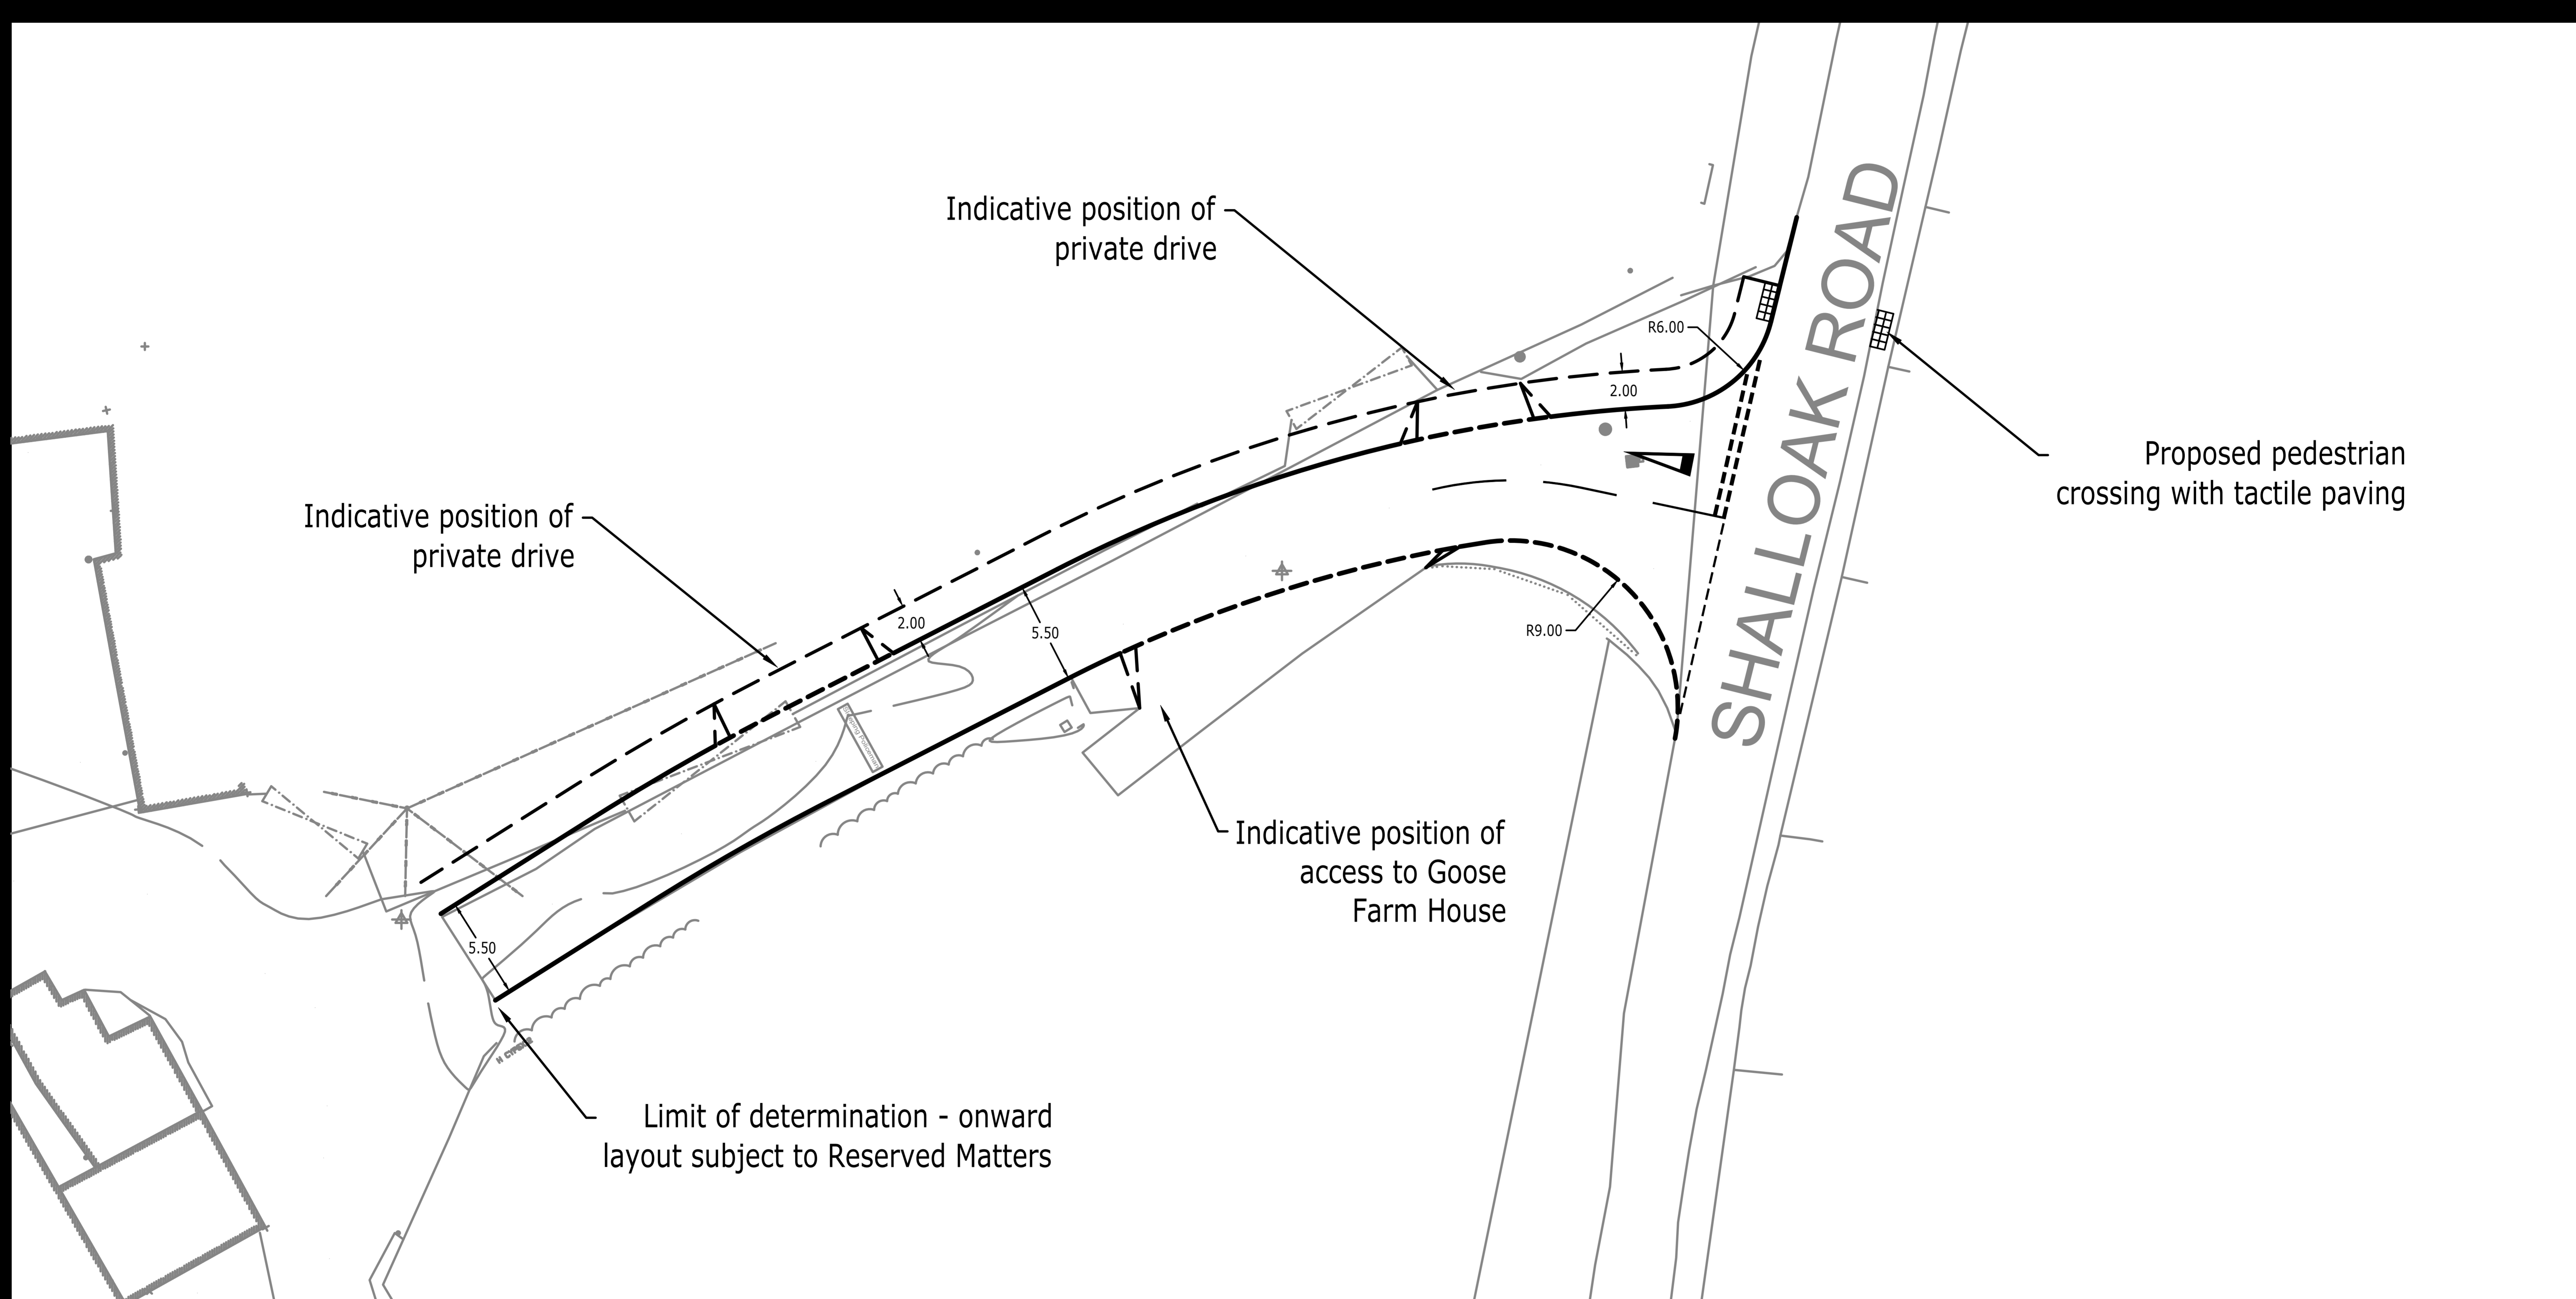 Indicative position of
private drive
SHALLOAK ROAD
R6.00
2.00
Proposed pedestrian
crossing with tactile paving
Indicative position of
private drive
2.00
5.50
R9.00
Sleeping Policeman
Indicative position of
access to Goose
Farm House
5.50
Limit of determination - onward
layout subject to Reserved Matters